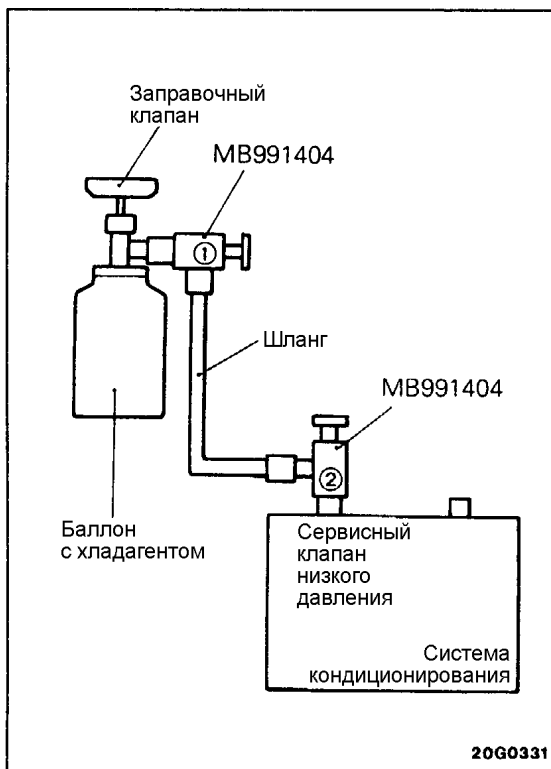 Заправочный
клапан
MB991404
①
Шланг
MB991404
②
Баллон
с хладагентом
Сервисный
клапан
низкого
давления
Система
кондиционирования
20G0331